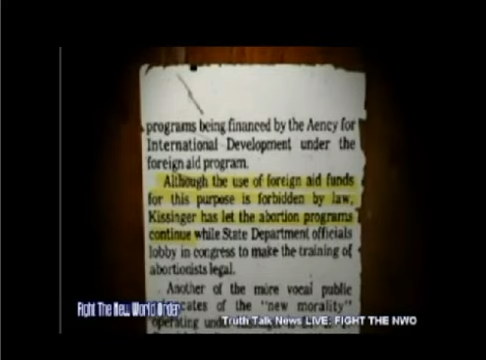 programs being financed by the Aency for
International Development under the
foreign aid program.
Although the use of foreign aid funds
for this purpose is forbidden by law,
Kissinger has let the abortion programs
continue while State Department officials
lobby in congress to make the training of
abortionists legal.
Another of the more vocal public
cates of the "new morality"
operating und
Fight The New World Order
Truth Talk News LIVE. FIGHT THE NWO